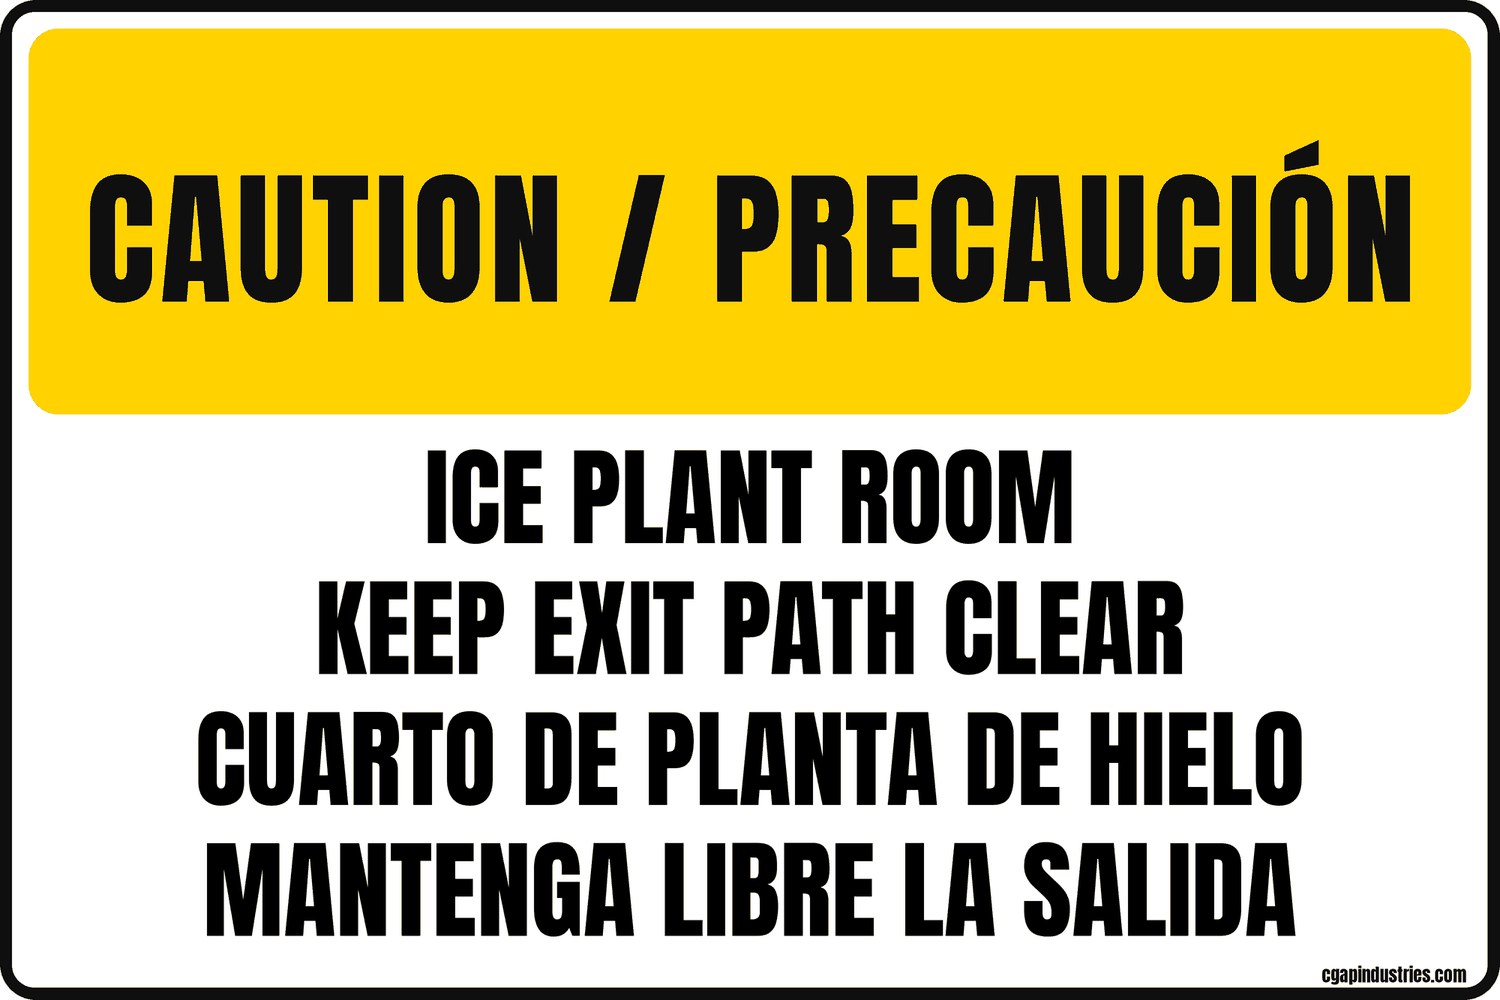 CAUTION / PRECAUCIÓN
ICE PLANT ROOM
KEEP EXIT PATH CLEAR
CUARTO DE PLANTA DE HIELO
MANTENGA LIBRE LA SALIDA
cgapindustries.com